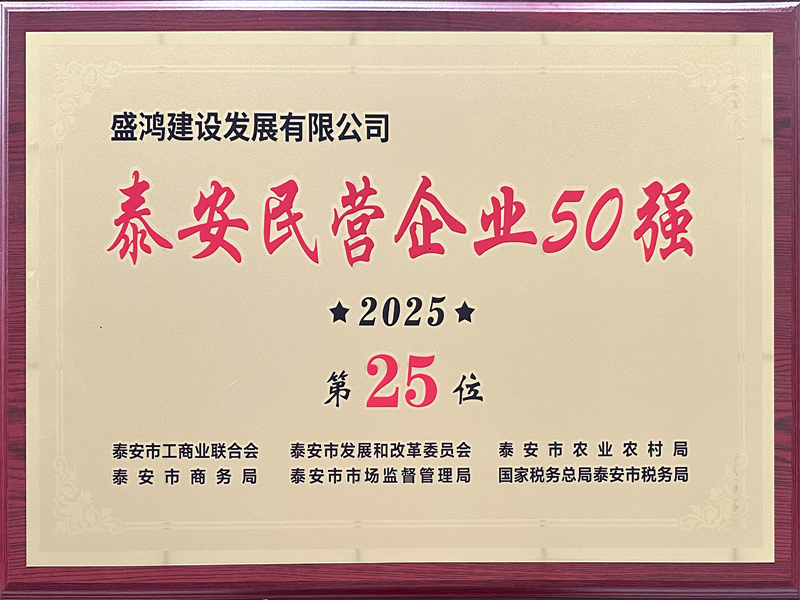 盛鸿建设发展有限公司
泰安民营企业50强
★2025★
第25位
泰安市工商业联合会 泰安市发展和改革委员会 泰安市农业农村局
泰安市商务局 泰安市市场监督管理局 国家税务总局泰安市税务局